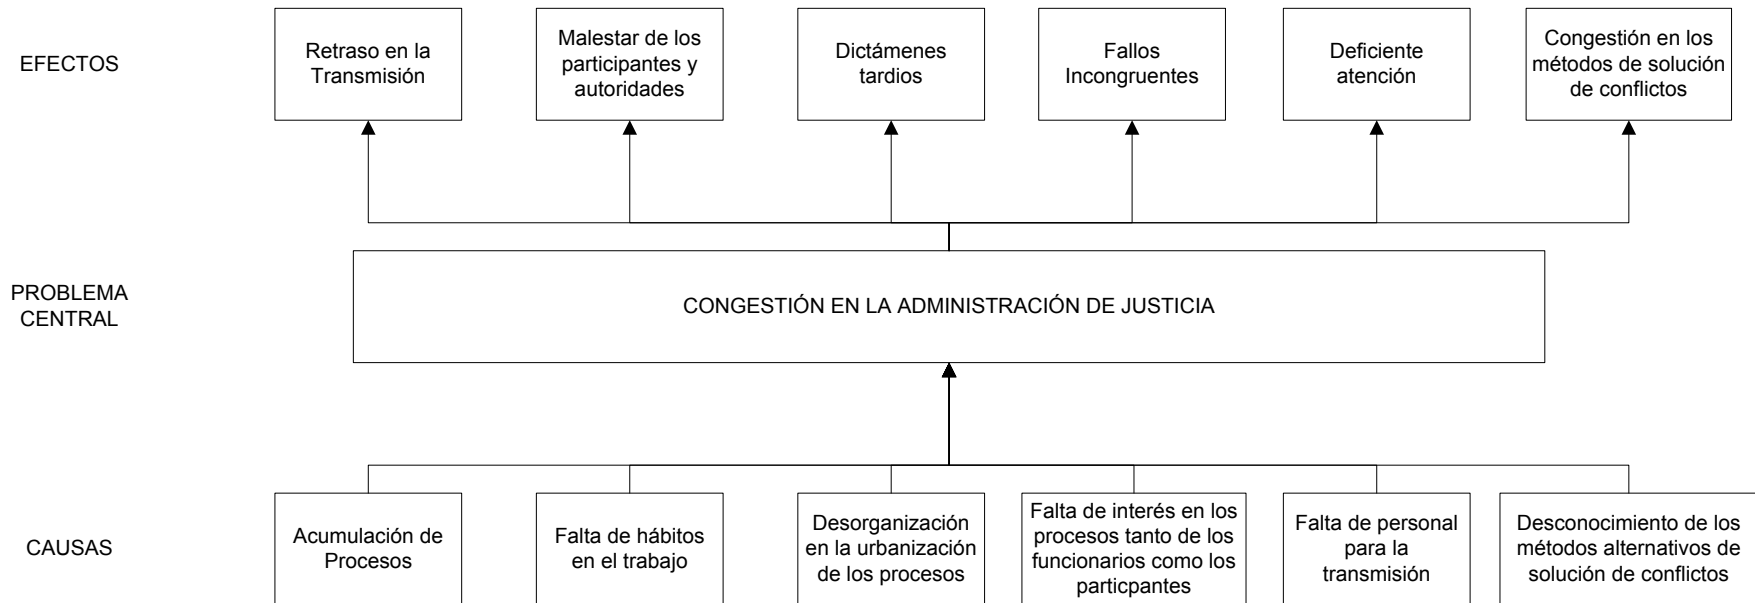 EFECTOS
Retraso en la
Transmisión
Malestar de los
participantes y
autoridades
Dictámenes
tardios
Fallos
Incongruentes
Deficiente
atención
Congestión en los
métodos de solución
de conflictos
PROBLEMA
CENTRAL
CONGESTIÓN EN LA ADMINISTRACIÓN DE JUSTICIA
CAUSAS
Acumulación de
Procesos
Falta de hábitos
en el trabajo
Desorganización
en la urbanización
de los procesos
Falta de interés en los
procesos tanto de los
funcionarios como los
particpantes
Falta de personal
para la
transmisión
Desconocimiento de los
métodos alternativos de
solución de conflictos